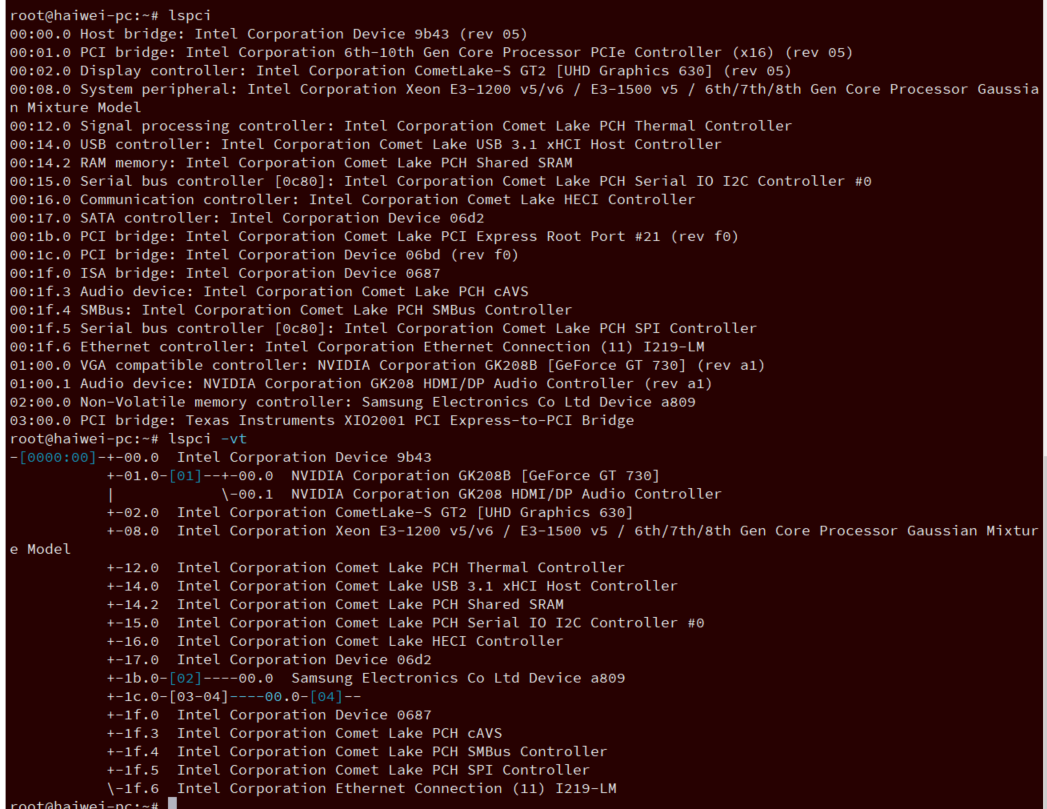 root@haiwei-pc:~# lspci
00:00.0 Host bridge: Intel Corporation Device 9b43 (rev 05)
00:01.0 PCI bridge: Intel Corporation 6th-10th Gen Core Processor PCIe Controller (x16) (rev 05)
00:02.0 Display controller: Intel Corporation CometLake-S GT2 [UHD Graphics 630] (rev 05)
00:08.0 System peripheral: Intel Corporation Xeon E3-1200 v5/v6 / E3-1500 v5 / 6th/7th/8th Gen Core Processor Gaussia
n Mixture Model
00:12.0 Signal processing controller: Intel Corporation Comet Lake PCH Thermal Controller
00:14.0 USB controller: Intel Corporation Comet Lake USB 3.1 xHCI Host Controller
00:14.2 RAM memory: Intel Corporation Comet Lake PCH Shared SRAM
00:15.0 Serial bus controller [0c80]: Intel Corporation Comet Lake PCH Serial IO I2C Controller #0
00:16.0 Communication controller: Intel Corporation Comet Lake HECI Controller
00:17.0 SATA controller: Intel Corporation Device 06d2
00:1b.0 PCI bridge: Intel Corporation Comet Lake PCI Express Root Port #21 (rev f0)
00:1c.0 PCI bridge: Intel Corporation Device 06bd (rev f0)
00:1f.0 ISA bridge: Intel Corporation Device 0687
00:1f.3 Audio device: Intel Corporation Comet Lake PCH cAVS
00:1f.4 SMBus: Intel Corporation Comet Lake PCH SMBus Controller
00:1f.5 Serial bus controller [0c80]: Intel Corporation Comet Lake PCH SPI Controller
00:1f.6 Ethernet controller: Intel Corporation Ethernet Connection (11) I219-LM
01:00.0 VGA compatible controller: NVIDIA Corporation GK208B [GeForce GT 730] (rev a1)
01:00.1 Audio device: NVIDIA Corporation GK208 HDMI/DP Audio Controller (rev a1)
02:00.0 Non-Volatile memory controller: Samsung Electronics Co Ltd Device a809
03:00.0 PCI bridge: Texas Instruments XIO2001 PCI Express-to-PCI Bridge
root@haiwei-pc:~# lspci -vt
-[0000:00]-+-00.0  Intel Corporation Device 9b43
           +-01.0-[01]--+-00.0  NVIDIA Corporation GK208B [GeForce GT 730]
           |            \-00.1  NVIDIA Corporation GK208 HDMI/DP Audio Controller
           +-02.0  Intel Corporation CometLake-S GT2 [UHD Graphics 630]
           +-08.0  Intel Corporation Xeon E3-1200 v5/v6 / E3-1500 v5 / 6th/7th/8th Gen Core Processor Gaussian Mixtur
e Model
           +-12.0  Intel Corporation Comet Lake PCH Thermal Controller
           +-14.0  Intel Corporation Comet Lake USB 3.1 xHCI Host Controller
           +-14.2  Intel Corporation Comet Lake PCH Shared SRAM
           +-15.0  Intel Corporation Comet Lake PCH Serial IO I2C Controller #0
           +-16.0  Intel Corporation Comet Lake HECI Controller
           +-17.0  Intel Corporation Device 06d2
           +-1b.0-[02]----00.0  Samsung Electronics Co Ltd Device a809
           +-1c.0-[03-04]----00.0-[04]--
           +-1f.0  Intel Corporation Device 0687
           +-1f.3  Intel Corporation Comet Lake PCH cAVS
           +-1f.4  Intel Corporation Comet Lake PCH SMBus Controller
           +-1f.5  Intel Corporation Comet Lake PCH SPI Controller
           \-1f.6  Intel Corporation Ethernet Connection (11) I219-LM
root@haiwei-pc:~#